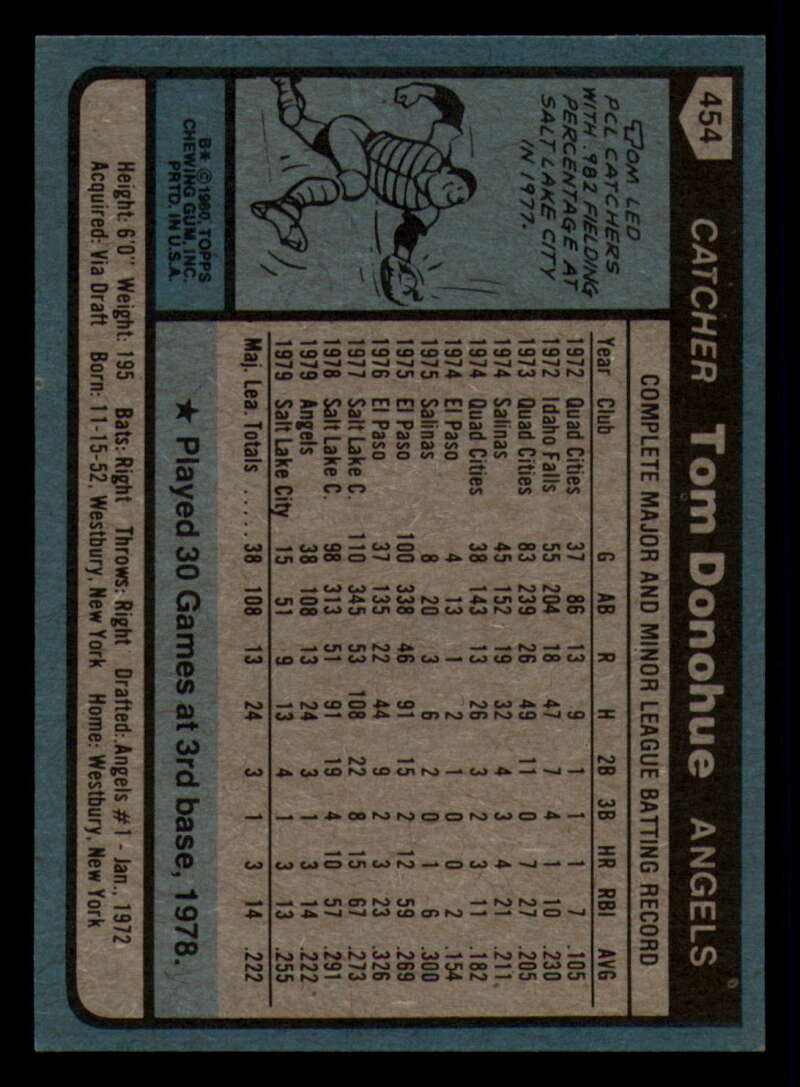 454 CATCHER Tom Donohue ANGELS
TOM LED
PCL CATCHERS
WITH .982 FIELDING
PERCENTAGE AT
SALT LAKE CITY
IN 1977.
B* © 1980, TOPPS
CHEWING GUM, INC.
PRTD. IN U.S.A.
COMPLETE MAJOR AND MINOR LEAGUE BATTING RECORD
Year Club G AB R H 2B 3B HR RBI AVG
1972 Quad Cities 37 86 13 9 1 1 1 7 .105
1972 Idaho Falls 55 204 18 47 7 4 1 10 .230
1973 Quad Cities 83 239 26 49 11 0 7 27 .205
1974 Salinas 45 152 19 32 4 3 4 21 .211
1974 Quad Cities 38 143 13 26 3 2 3 11 .182
1974 El Paso 4 13 1 2 1 0 0 2 .154
1975 Salinas 8 20 3 6 2 0 1 6 .300
1975 El Paso 100 338 46 91 15 2 12 59 .269
1976 El Paso 37 135 22 44 9 2 3 23 .326
1977 Salt Lake C. 110 345 53 108 22 8 15 67 .273
1978 Salt Lake C. 98 313 51 91 19 4 10 57 .291
1979 Angels 38 108 13 24 3 1 3 14 .222
1979 Salt Lake City 15 51 9 13 4 1 3 13 .255
Maj. Lea. Totals ...... 38 108 13 24 3 1 3 14 .222
★ Played 30 Games at 3rd base, 1978.
Height: 6'0" Weight: 195 Bats: Right Throws: Right Drafted: Angels #1 - Jan., 1972
Acquired: Via Draft Born: 11-15-52, Westbury, New York Home: Westbury, New York